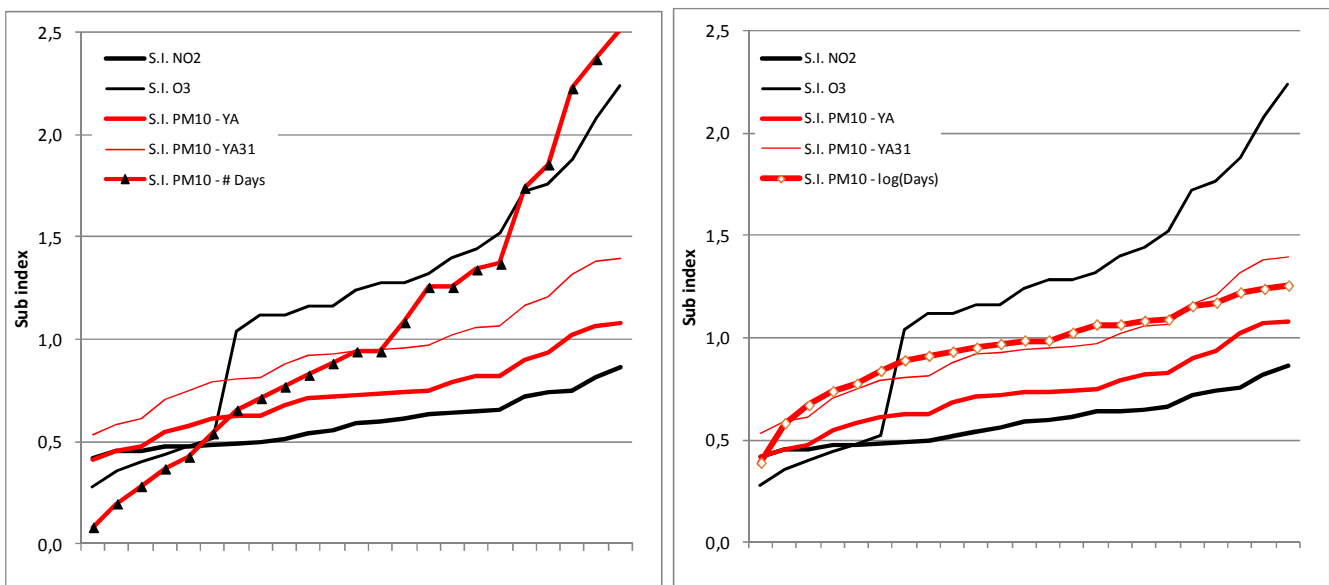 2,5
2,0
1,5
1,0
0,5
0,0
Sub index
S.I. NO2
S.I. O3
S.I. PM10 - YA
S.I. PM10 - YA31
S.I. PM10 - # Days
2,5
2,0
1,5
1,0
0,5
0,0
Sub index
S.I. NO2
S.I. O3
S.I. PM10 - YA
S.I. PM10 - YA31
S.I. PM10 - log(Days)